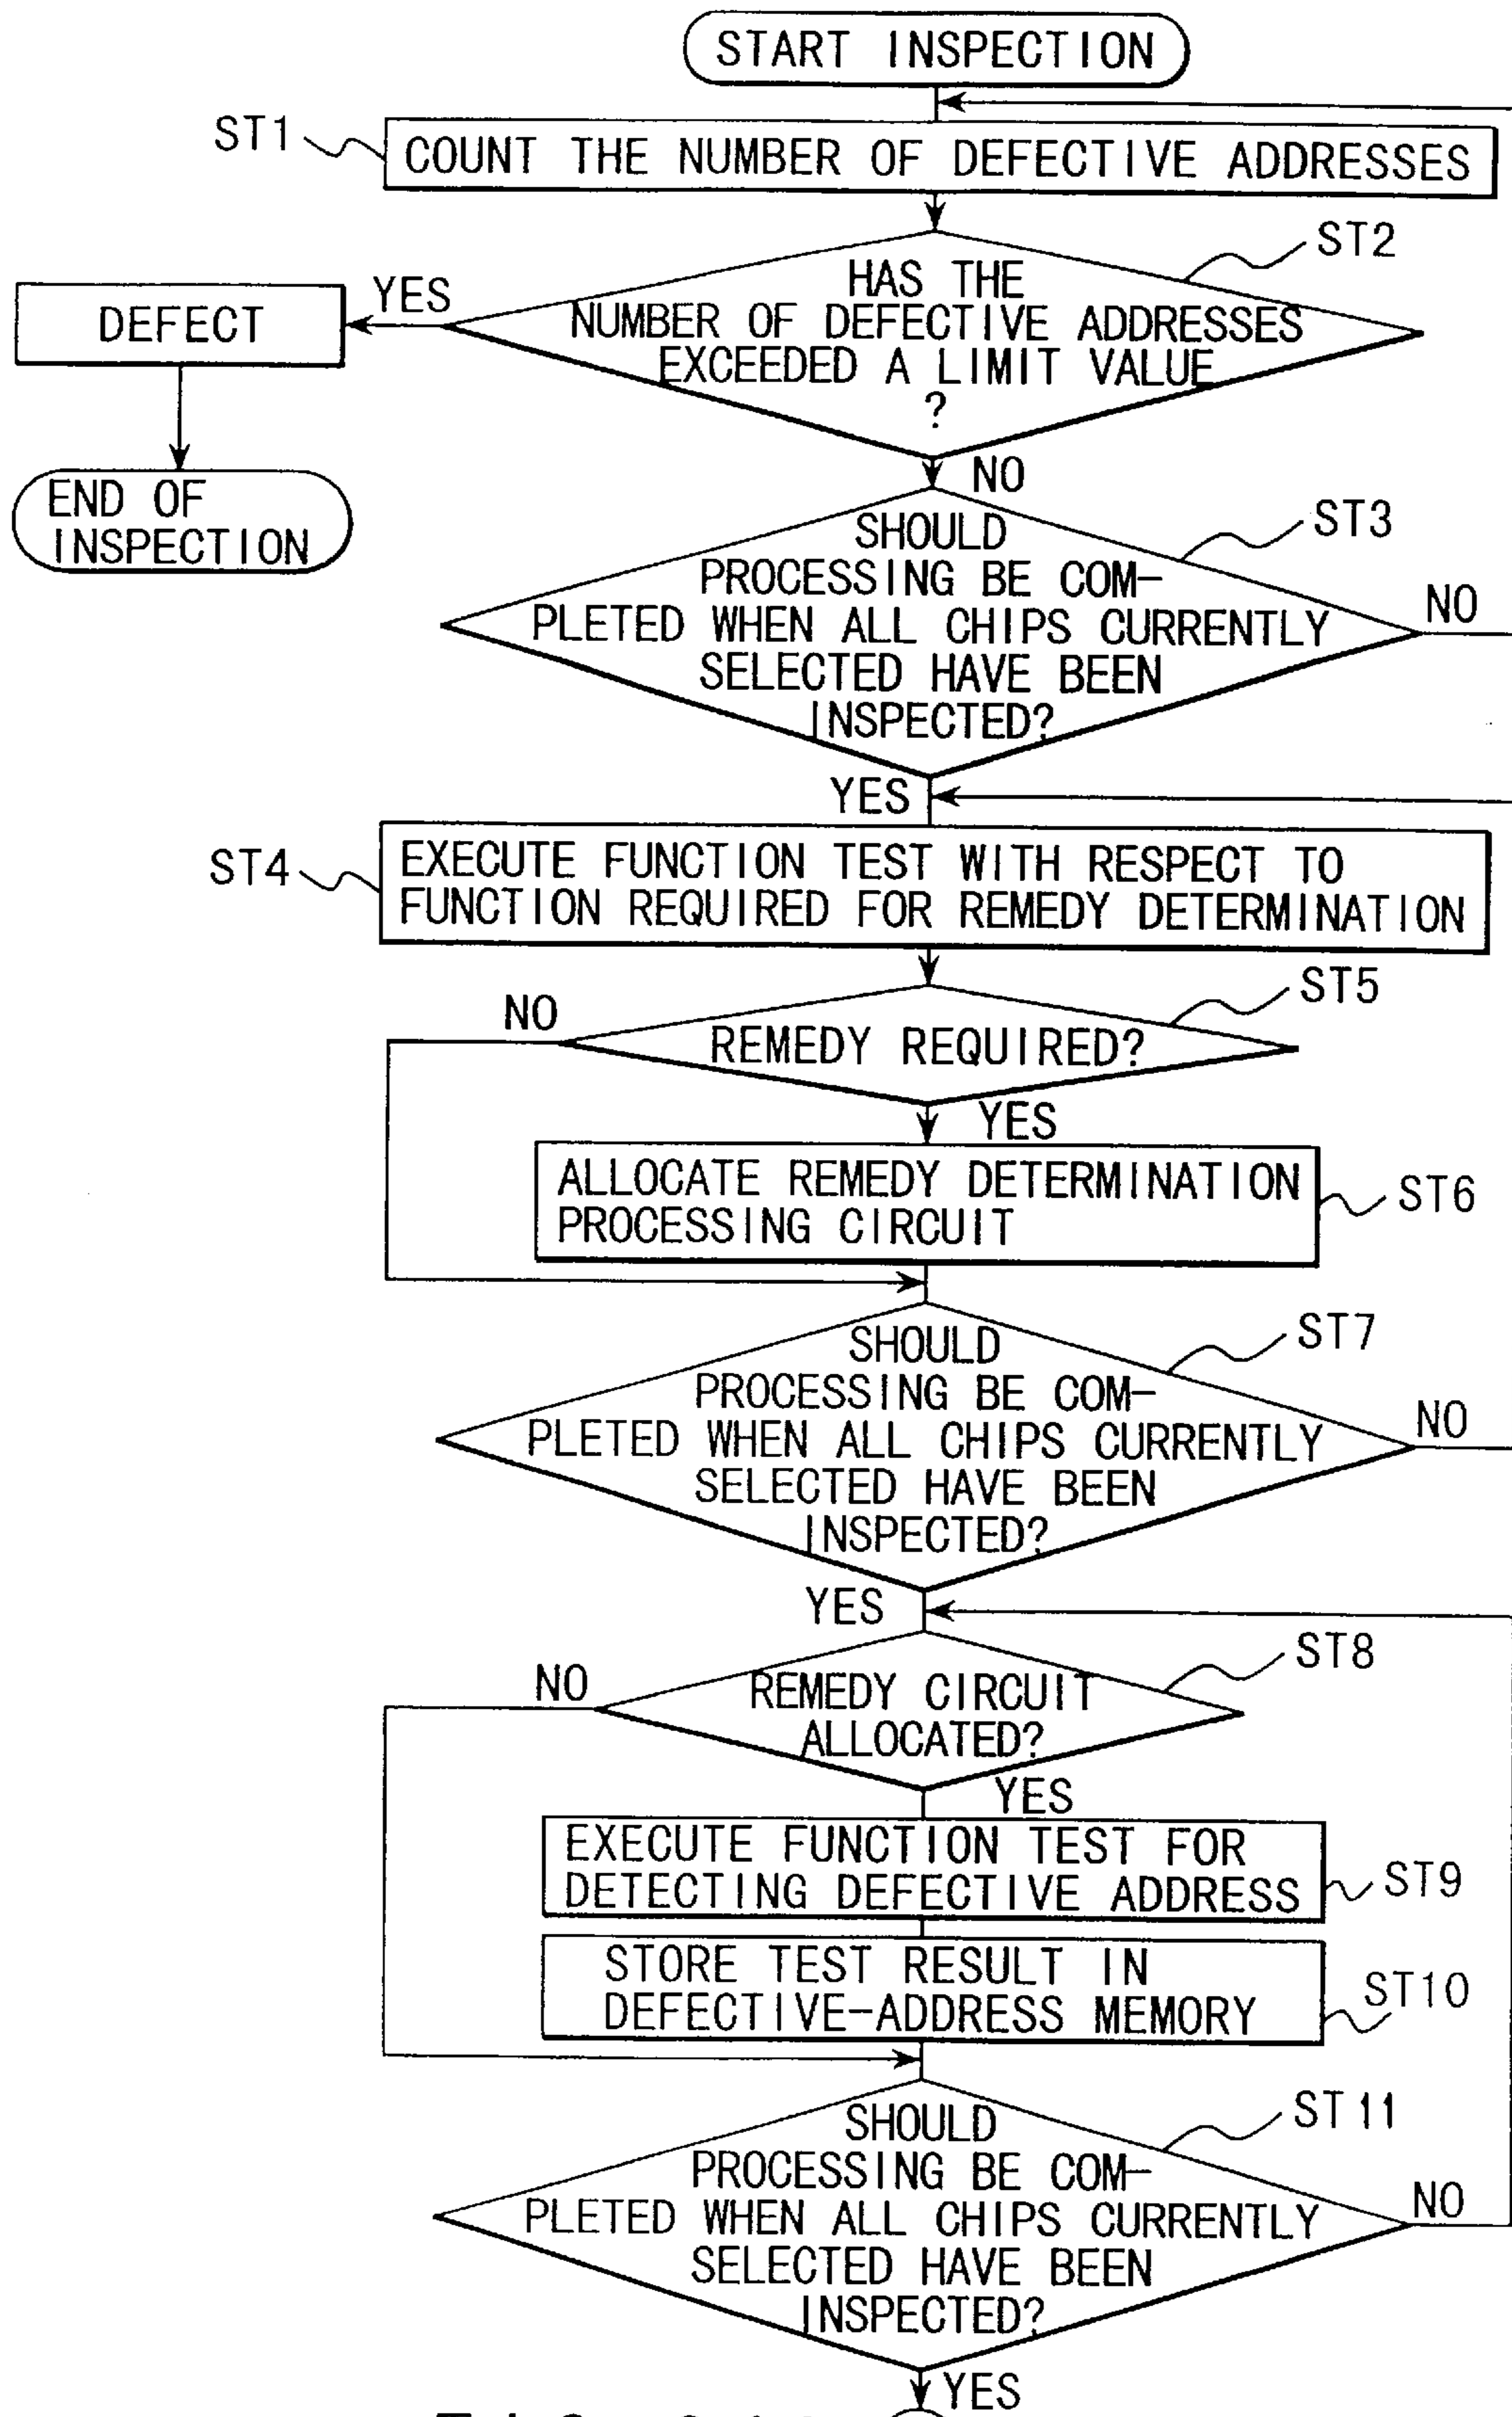 START INSPECTION
ST1
COUNT THE NUMBER OF DEFECTIVE ADDRESSES
ST2
HAS THE
NUMBER OF DEFECTIVE ADDRESSES
EXCEEDED A LIMIT VALUE
?
YES
DEFECT
END OF
INSPECTION
NO
ST3
SHOULD
PROCESSING BE COM-
PLETED WHEN ALL CHIPS CURRENTLY
SELECTED HAVE BEEN
INSPECTED?
NO
YES
ST4
EXECUTE FUNCTION TEST WITH RESPECT TO
FUNCTION REQUIRED FOR REMEDY DETERMINATION
ST5
NO
REMEDY REQUIRED?
YES
ALLOCATE REMEDY DETERMINATION
PROCESSING CIRCUIT
ST6
ST7
SHOULD
PROCESSING BE COM-
PLETED WHEN ALL CHIPS CURRENTLY
SELECTED HAVE BEEN
INSPECTED?
NO
YES
ST8
NO
REMEDY CIRCUIT
ALLOCATED?
YES
EXECUTE FUNCTION TEST FOR
DETECTING DEFECTIVE ADDRESS
ST9
STORE TEST RESULT IN
DEFECTIVE-ADDRESS MEMORY
ST10
ST11
SHOULD
PROCESSING BE COM-
PLETED WHEN ALL CHIPS CURRENTLY
SELECTED HAVE BEEN
INSPECTED?
NO
YES